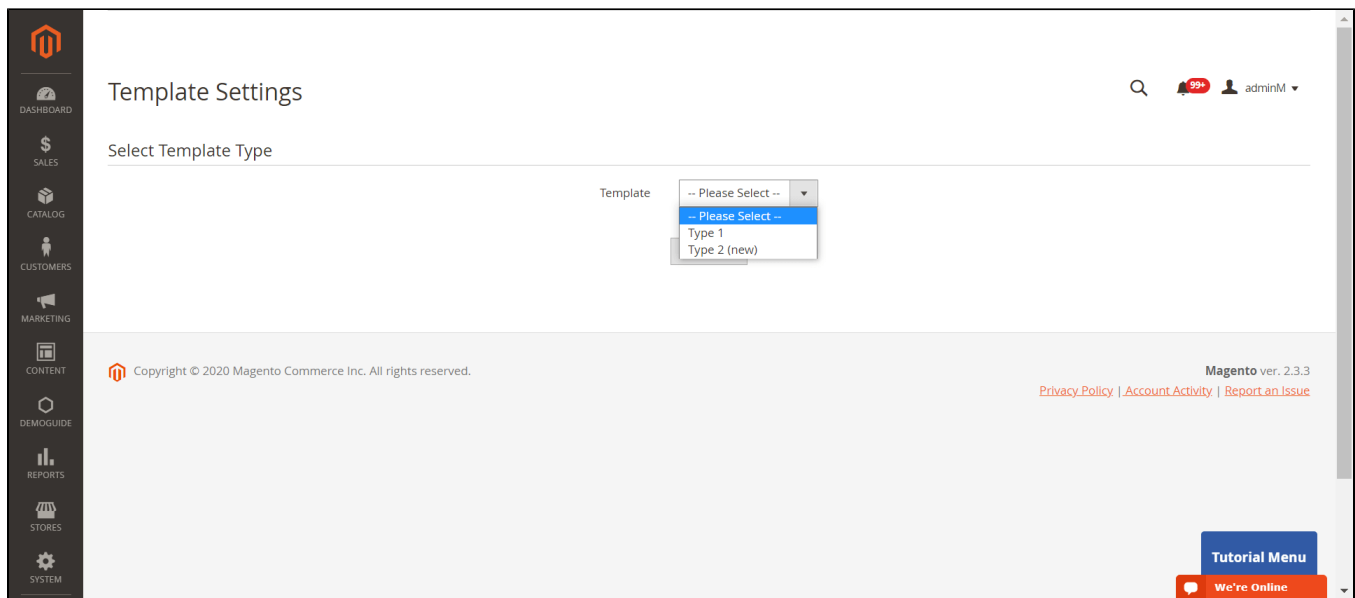 Template Settings
99+
adminM
DASHBOARD
SALES
CATALOG
CUSTOMERS
MARKETING
CONTENT
DEMOGUIDE
REPORTS
STORES
SYSTEM
Select Template Type
Template
-- Please Select --
-- Please Select --
Type 1
Type 2 (new)
Copyright © 2020 Magento Commerce Inc. All rights reserved.
Magento ver. 2.3.3
Privacy Policy | Account Activity | Report an Issue
Tutorial Menu
We're Online